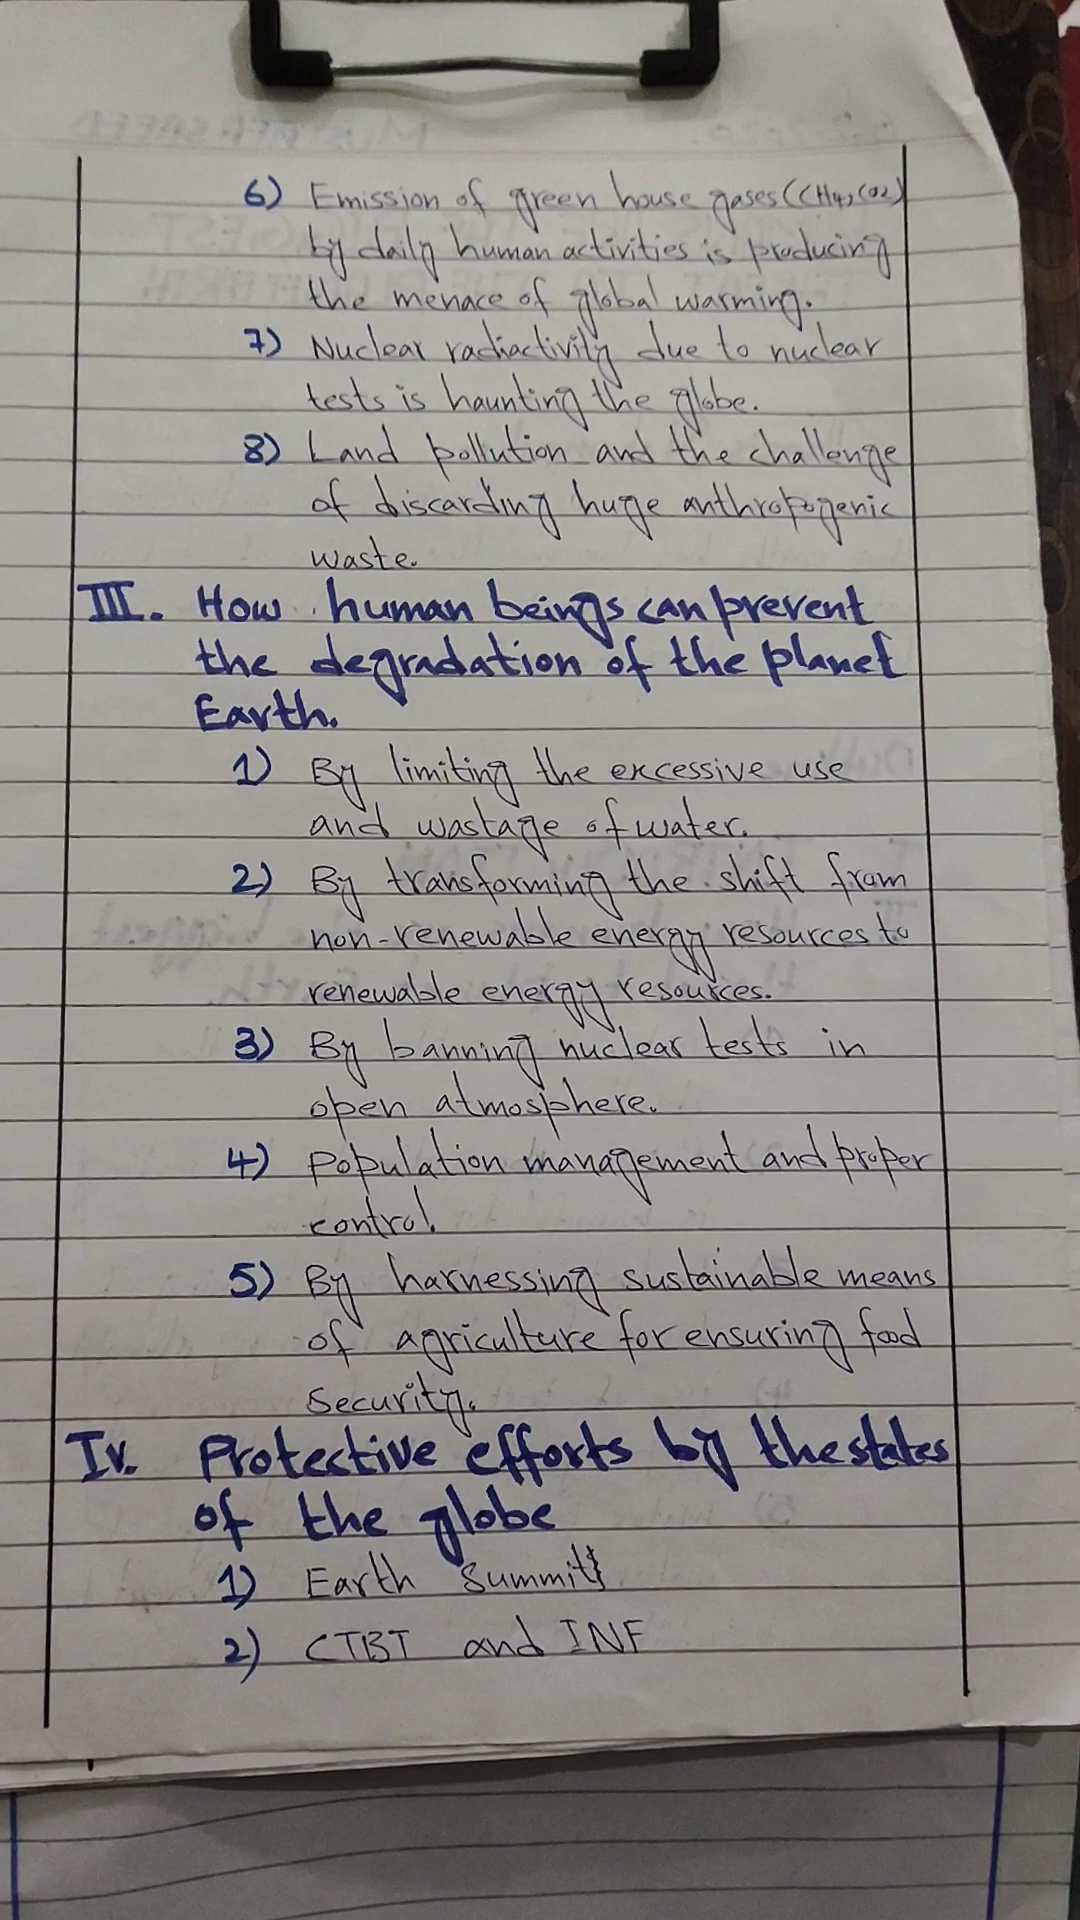 6) Emission of green house gases (CH4, CO2)
by daily human activities is producing
the menace of global warming.
7) Nuclear radiactivity due to nuclear
tests is haunting the globe.
8) Land pollution and the challenge
of discarding huge anthropogenic
waste.
III. How human beings can prevent
the degradation of the planet
Earth.
1) By limiting the excessive use
and wastage of water.
2) By transforming the shift from
non-renewable energy resources to
renewable energy resources.
3) By banning nuclear tests in
open atmosphere.
4) Population management and proper
control.
5) By harnessing sustainable means
of agriculture for ensuring food
security.
IV. Protective efforts by the states
of the globe
1) Earth Summit
2) CTBT and INF